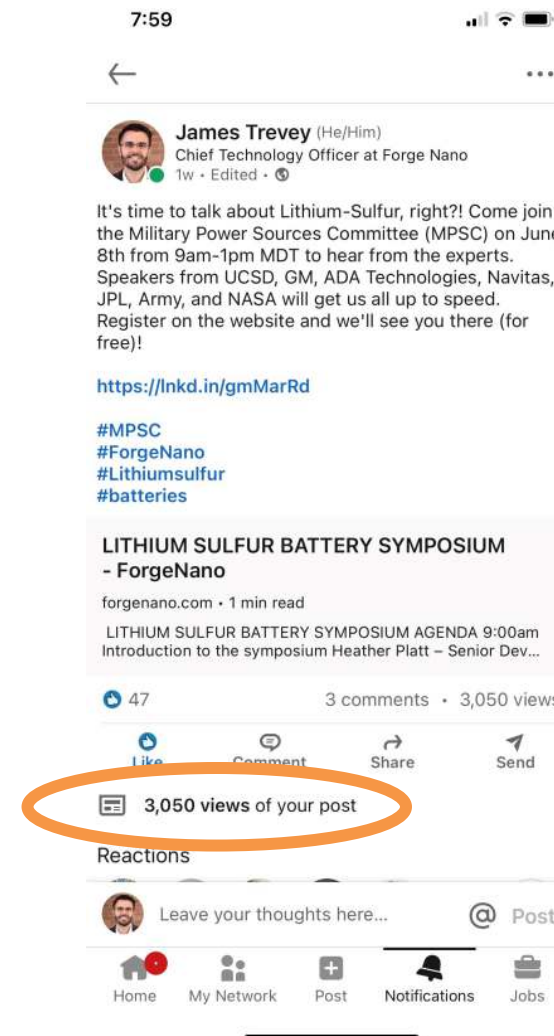 7:59
James Trevey (He/Him)
Chief Technology Officer at Forge Nano
1w • Edited •
It's time to talk about Lithium-Sulfur, right?! Come join
the Military Power Sources Committee (MPSC) on June
8th from 9am-1pm MDT to hear from the experts.
Speakers from UCSD, GM, ADA Technologies, Navitas,
JPL, Army, and NASA will get us all up to speed.
Register on the website and we'll see you there (for
free)!
https://lnkd.in/gmMarRd
#MPSC
#ForgeNano
#Lithiumsulfur
#batteries
LITHIUM SULFUR BATTERY SYMPOSIUM
- ForgeNano
forgenano.com • 1 min read
LITHIUM SULFUR BATTERY SYMPOSIUM AGENDA 9:00am
Introduction to the symposium Heather Platt – Senior Dev...
47 3 comments • 3,050 views
Like Comment Share Send
3,050 views of your post
Reactions
Leave your thoughts here... @ Post
Home My Network Post Notifications Jobs